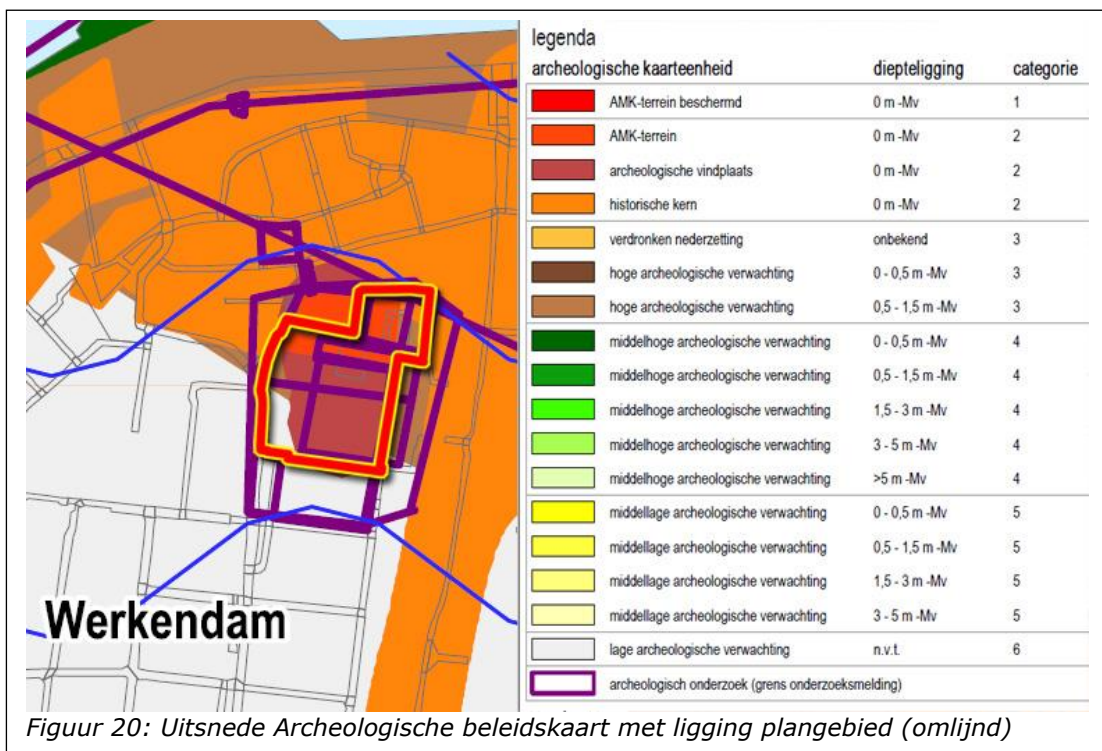 legenda
archeologische kaarteenheid diepteligging categorie
AMK-terrein beschermd 0 m -Mv 1
AMK-terrein 0 m -Mv 2
archeologische vindplaats 0 m -Mv 2
historische kern 0 m -Mv 2
verdronken nederzetting onbekend 3
hoge archeologische verwachting 0 - 0,5 m -Mv 3
hoge archeologische verwachting 0,5 - 1,5 m -Mv 3
middelhoge archeologische verwachting 0 - 0,5 m -Mv 4
middelhoge archeologische verwachting 0,5 - 1,5 m -Mv 4
middelhoge archeologische verwachting 1,5 - 3 m -Mv 4
middelhoge archeologische verwachting 3 - 5 m -Mv 4
middelhoge archeologische verwachting >5 m -Mv 4
middellage archeologische verwachting 0 - 0,5 m -Mv 5
middellage archeologische verwachting 0,5 - 1,5 m -Mv 5
middellage archeologische verwachting 1,5 - 3 m -Mv 5
middellage archeologische verwachting 3 - 5 m -Mv 5
lage archeologische verwachting n.v.t. 6
archeologisch onderzoek (grens onderzoeksmelding)
Werkendam
Figuur 20: Uitsnede Archeologische beleidskaart met ligging plangebied (omlijnd)